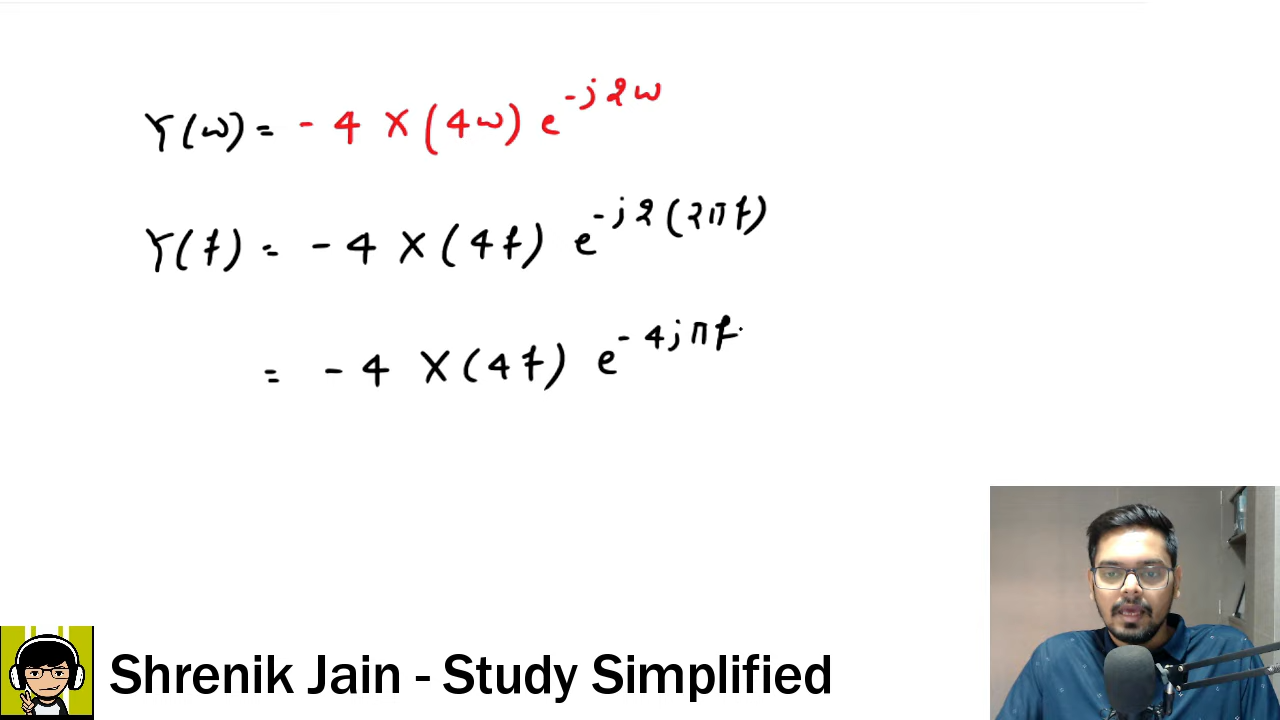 Y(ω) = - 4 X(4ω) e^{-j2ω}
Y(f) = - 4 X(4f) e^{-j2(2πf)}
= - 4 X(4f) e^{-4jπf}
Shrenik Jain - Study Simplified